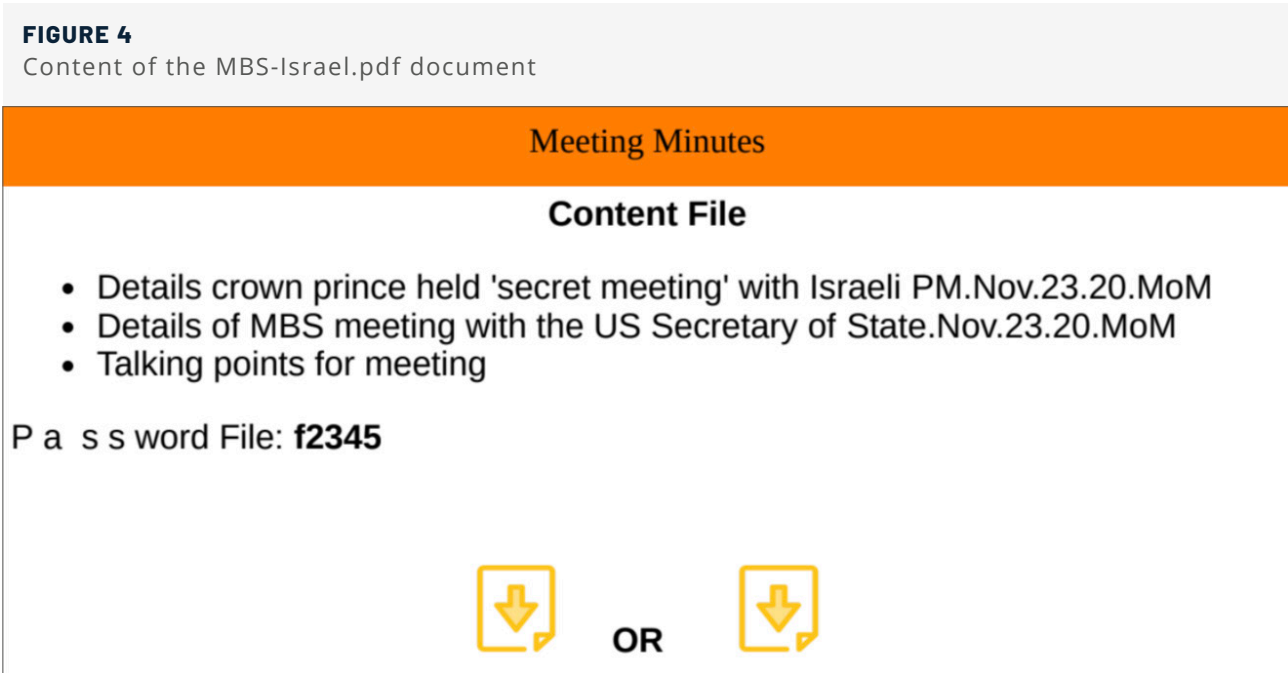 FIGURE 4
Content of the MBS-Israel.pdf document
Meeting Minutes
Content File
• Details crown prince held 'secret meeting' with Israeli PM.Nov.23.20.MoM
• Details of MBS meeting with the US Secretary of State.Nov.23.20.MoM
• Talking points for meeting
P a  s s word File: f2345
OR